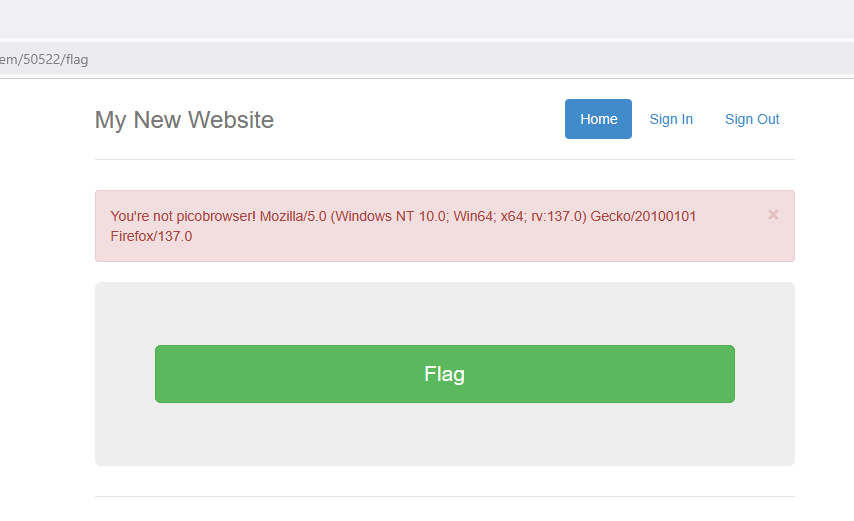 em/50522/flag
My New Website
Home
Sign In
Sign Out
You're not picobrowser! Mozilla/5.0 (Windows NT 10.0; Win64; x64; rv:137.0) Gecko/20100101
Firefox/137.0
×
Flag